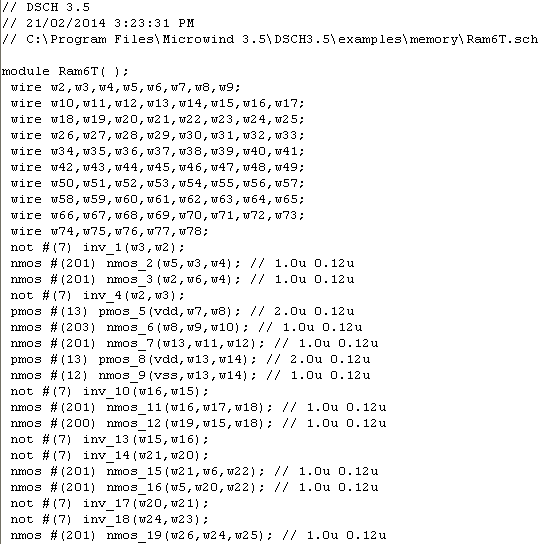 // DSCH 3.5
// 21/02/2014 3:23:31 PM
// C:\Program Files\Microwind 3.5\DSCH3.5\examples\memory\Ram6T.sch
module Ram6T( );
wire w2,w3,w4,w5,w6,w7,w8,w9;
wire w10,w11,w12,w13,w14,w15,w16,w17;
wire w18,w19,w20,w21,w22,w23,w24,w25;
wire w26,w27,w28,w29,w30,w31,w32,w33;
wire w34,w35,w36,w37,w38,w39,w40,w41;
wire w42,w43,w44,w45,w46,w47,w48,w49;
wire w50,w51,w52,w53,w54,w55,w56,w57;
wire w58,w59,w60,w61,w62,w63,w64,w65;
wire w66,w67,w68,w69,w70,w71,w72,w73;
wire w74,w75,w76,w77,w78;
not #(7) inv_1(w3,w2);
nmos #(201) nmos_2(w5,w3,w4); // 1.0u 0.12u
nmos #(201) nmos_3(w2,w6,w4); // 1.0u 0.12u
not #(7) inv_4(w2,w3);
pmos #(13) pmos_5(vdd,w7,w8); // 2.0u 0.12u
nmos #(203) nmos_6(w8,w9,w10); // 1.0u 0.12u
nmos #(201) nmos_7(w13,w11,w12); // 1.0u 0.12u
pmos #(13) pmos_8(vdd,w13,w14); // 2.0u 0.12u
nmos #(12) nmos_9(vss,w13,w14); // 1.0u 0.12u
not #(7) inv_10(w16,w15);
nmos #(201) nmos_11(w16,w17,w18); // 1.0u 0.12u
nmos #(200) nmos_12(w19,w15,w18); // 1.0u 0.12u
not #(7) inv_13(w15,w16);
not #(7) inv_14(w21,w20);
nmos #(201) nmos_15(w21,w6,w22); // 1.0u 0.12u
nmos #(201) nmos_16(w5,w20,w22); // 1.0u 0.12u
not #(7) inv_17(w20,w21);
not #(7) inv_18(w24,w23);
nmos #(201) nmos_19(w26,w24,w25); // 1.0u 0.12u